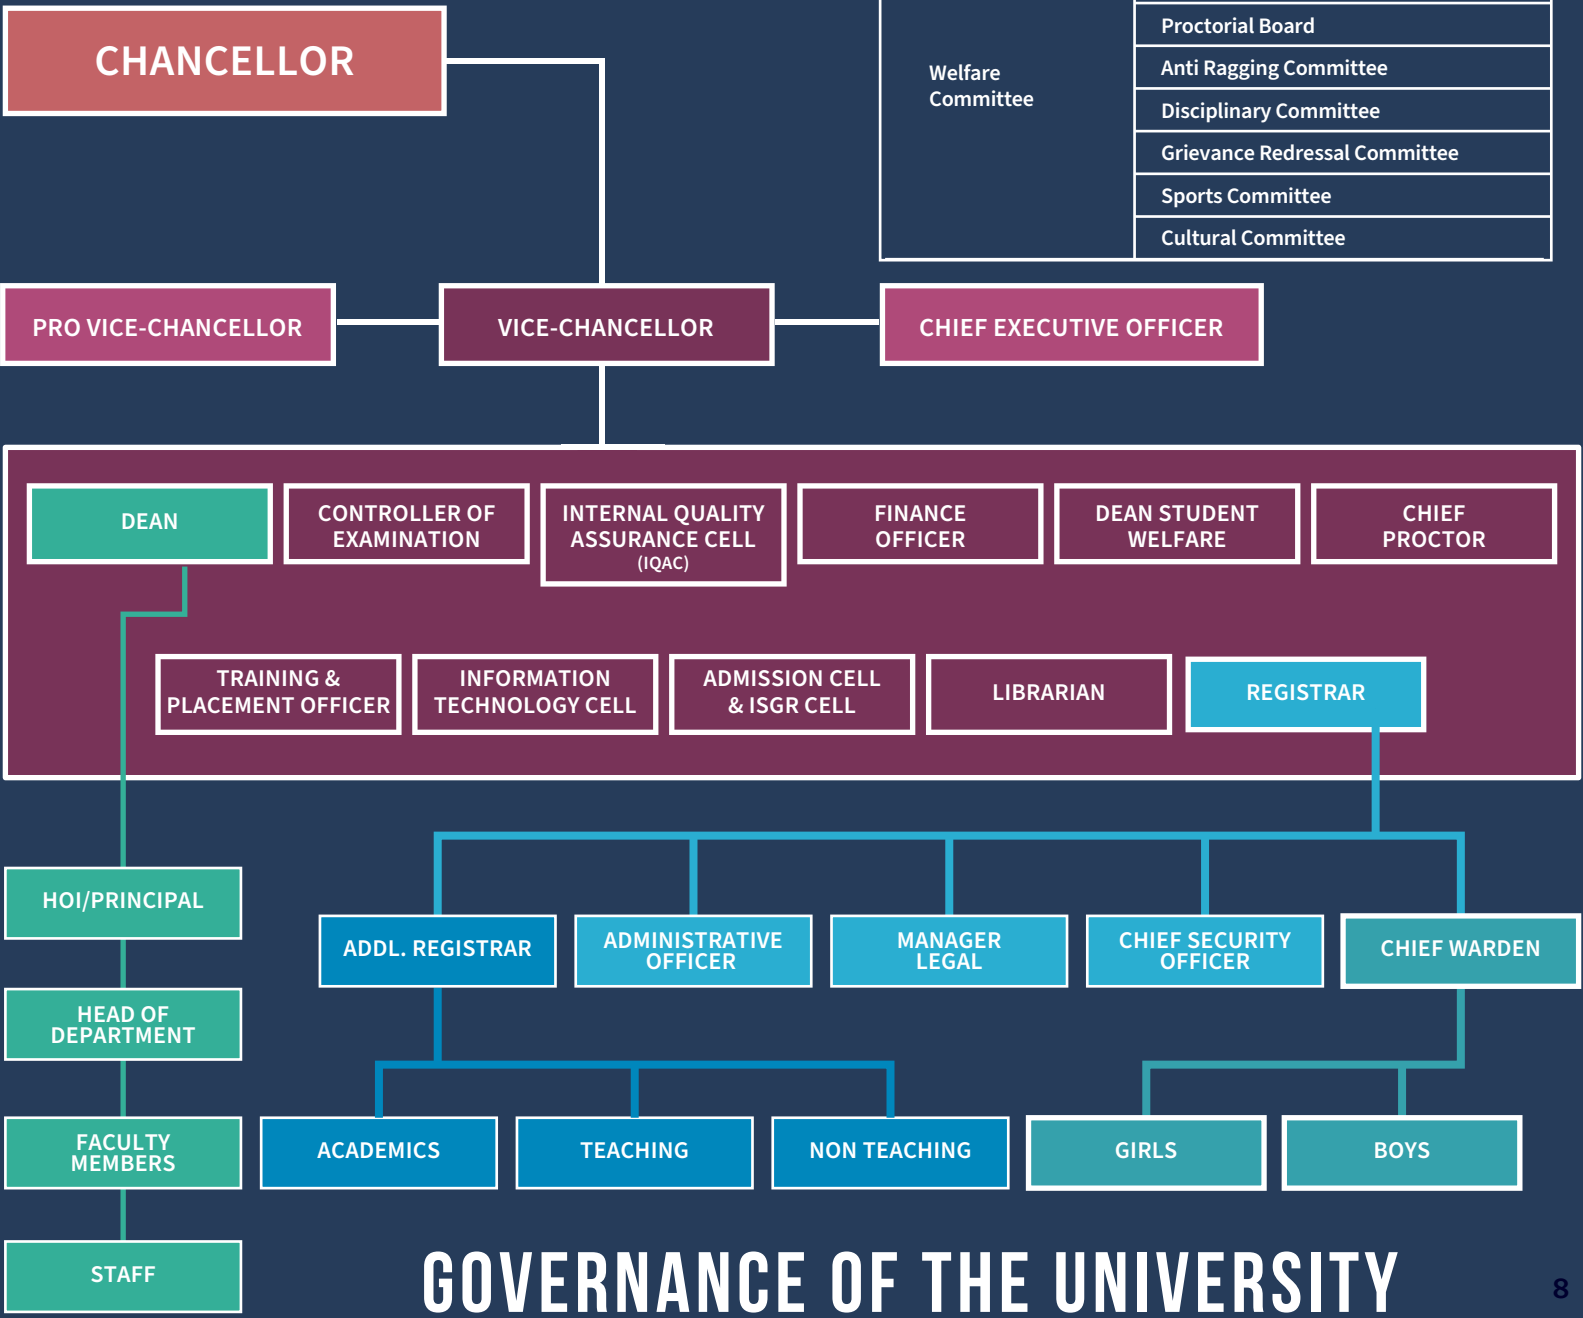 CHANCELLOR
Welfare
Committee
Proctorial Board
Anti Ragging Committee
Disciplinary Committee
Grievance Redressal Committee
Sports Committee
Cultural Committee
PRO VICE-CHANCELLOR
VICE-CHANCELLOR
CHIEF EXECUTIVE OFFICER
DEAN
CONTROLLER OF
EXAMINATION
INTERNAL QUALITY
ASSURANCE CELL
(IQAC)
FINANCE
OFFICER
DEAN STUDENT
WELFARE
CHIEF
PROCTOR
TRAINING &
PLACEMENT OFFICER
INFORMATION
TECHNOLOGY CELL
ADMISSION CELL
& ISGR CELL
LIBRARIAN
REGISTRAR
HOI/PRINCIPAL
ADDL. REGISTRAR
ADMINISTRATIVE
OFFICER
MANAGER
LEGAL
CHIEF SECURITY
OFFICER
CHIEF WARDEN
HEAD OF
DEPARTMENT
FACULTY
MEMBERS
ACADEMICS
TEACHING
NON TEACHING
GIRLS
BOYS
STAFF
GOVERNANCE OF THE UNIVERSITY
8